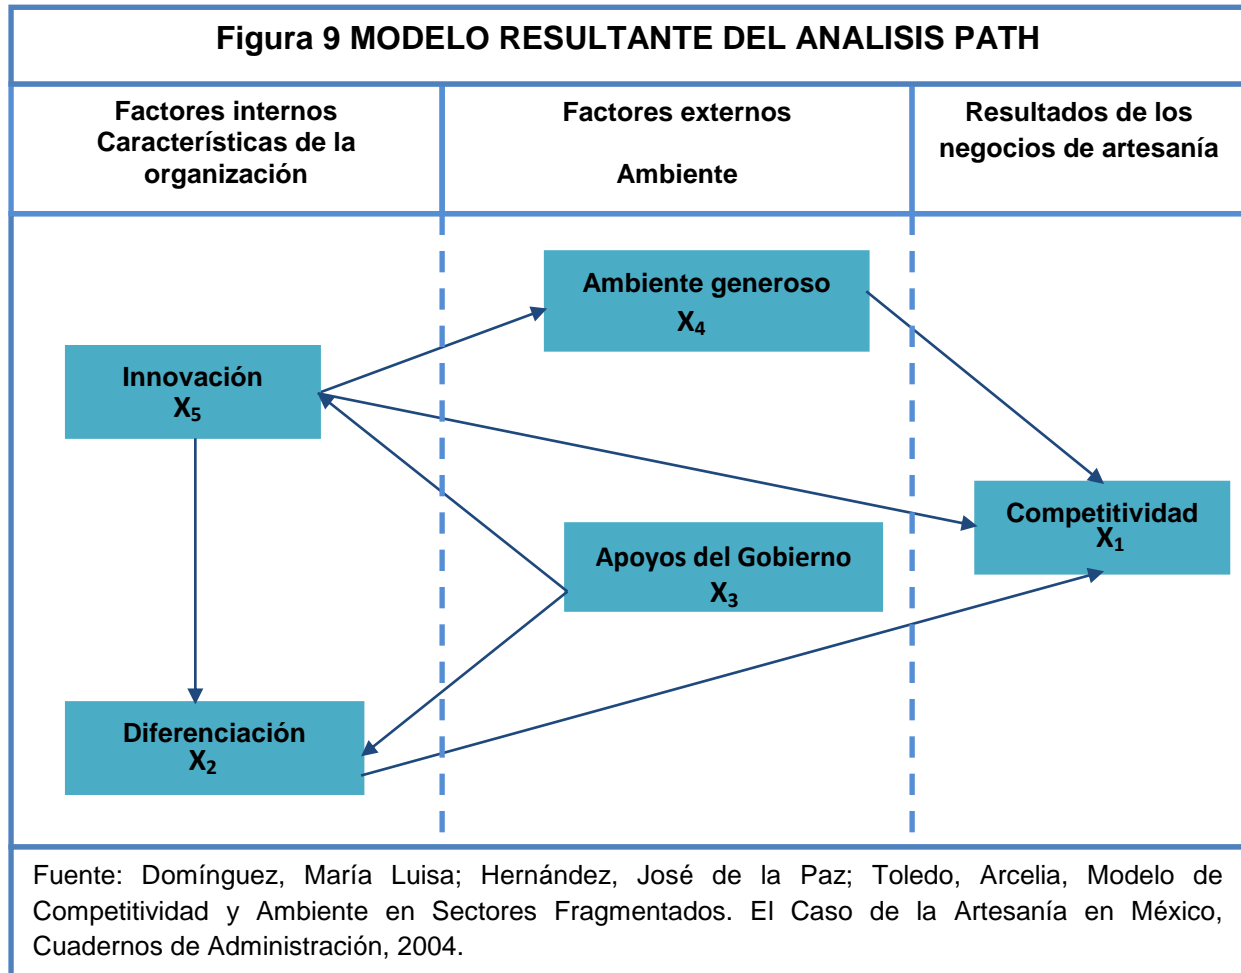 Figura 9 MODELO RESULTANTE DEL ANALISIS PATH
Factores internos
Características de la
organización
Factores externos
Ambiente
Resultados de los
negocios de artesanía
Ambiente generoso
X₄
Innovación
X₅
Competitividad
X₁
Apoyos del Gobierno
X₃
Diferenciación
X₂
Fuente: Domínguez, María Luisa; Hernández, José de la Paz; Toledo, Arcelia, Modelo de
Competitividad y Ambiente en Sectores Fragmentados. El Caso de la Artesanía en México,
Cuadernos de Administración, 2004.